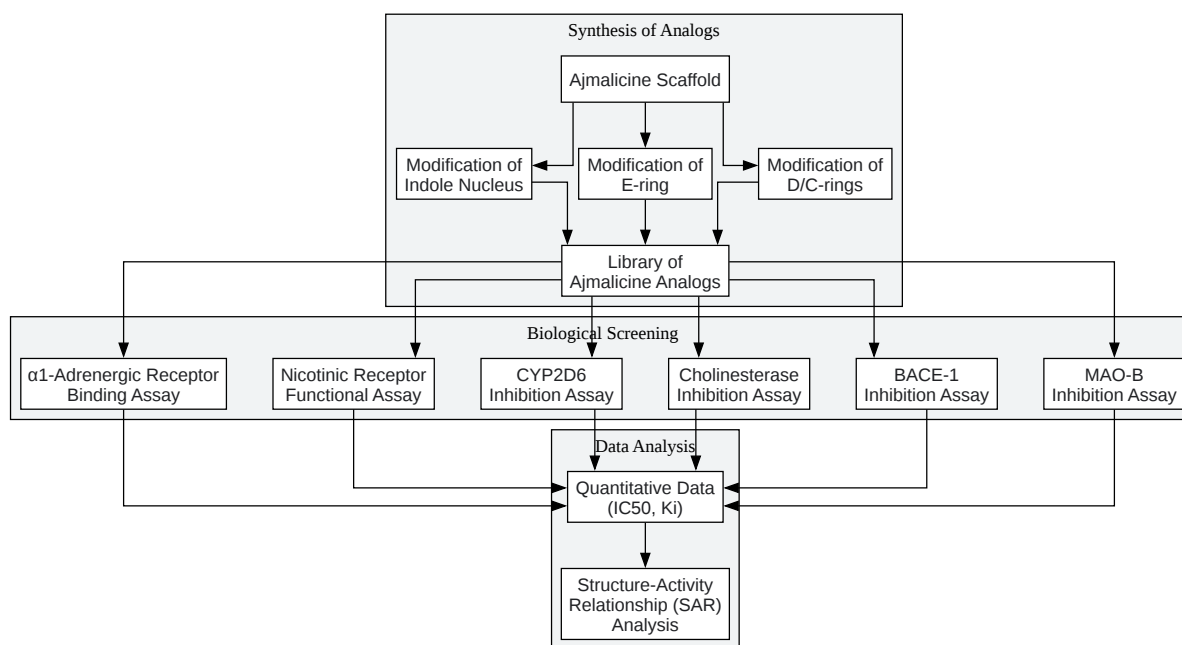 Synthesis of Analogs
Ajmalicine Scaffold
Modification of
Indole Nucleus
Modification of
E-ring
Modification of
D/C-rings
Library of
Ajmalicine Analogs
Biological Screening
α1-Adrenergic Receptor
Binding Assay
Nicotinic Receptor
Functional Assay
CYP2D6
Inhibition Assay
Cholinesterase
Inhibition Assay
BACE-1
Inhibition Assay
MAO-B
Inhibition Assay
Data Analysis
Quantitative Data
(IC50, Ki)
Structure-Activity
Relationship (SAR)
Analysis